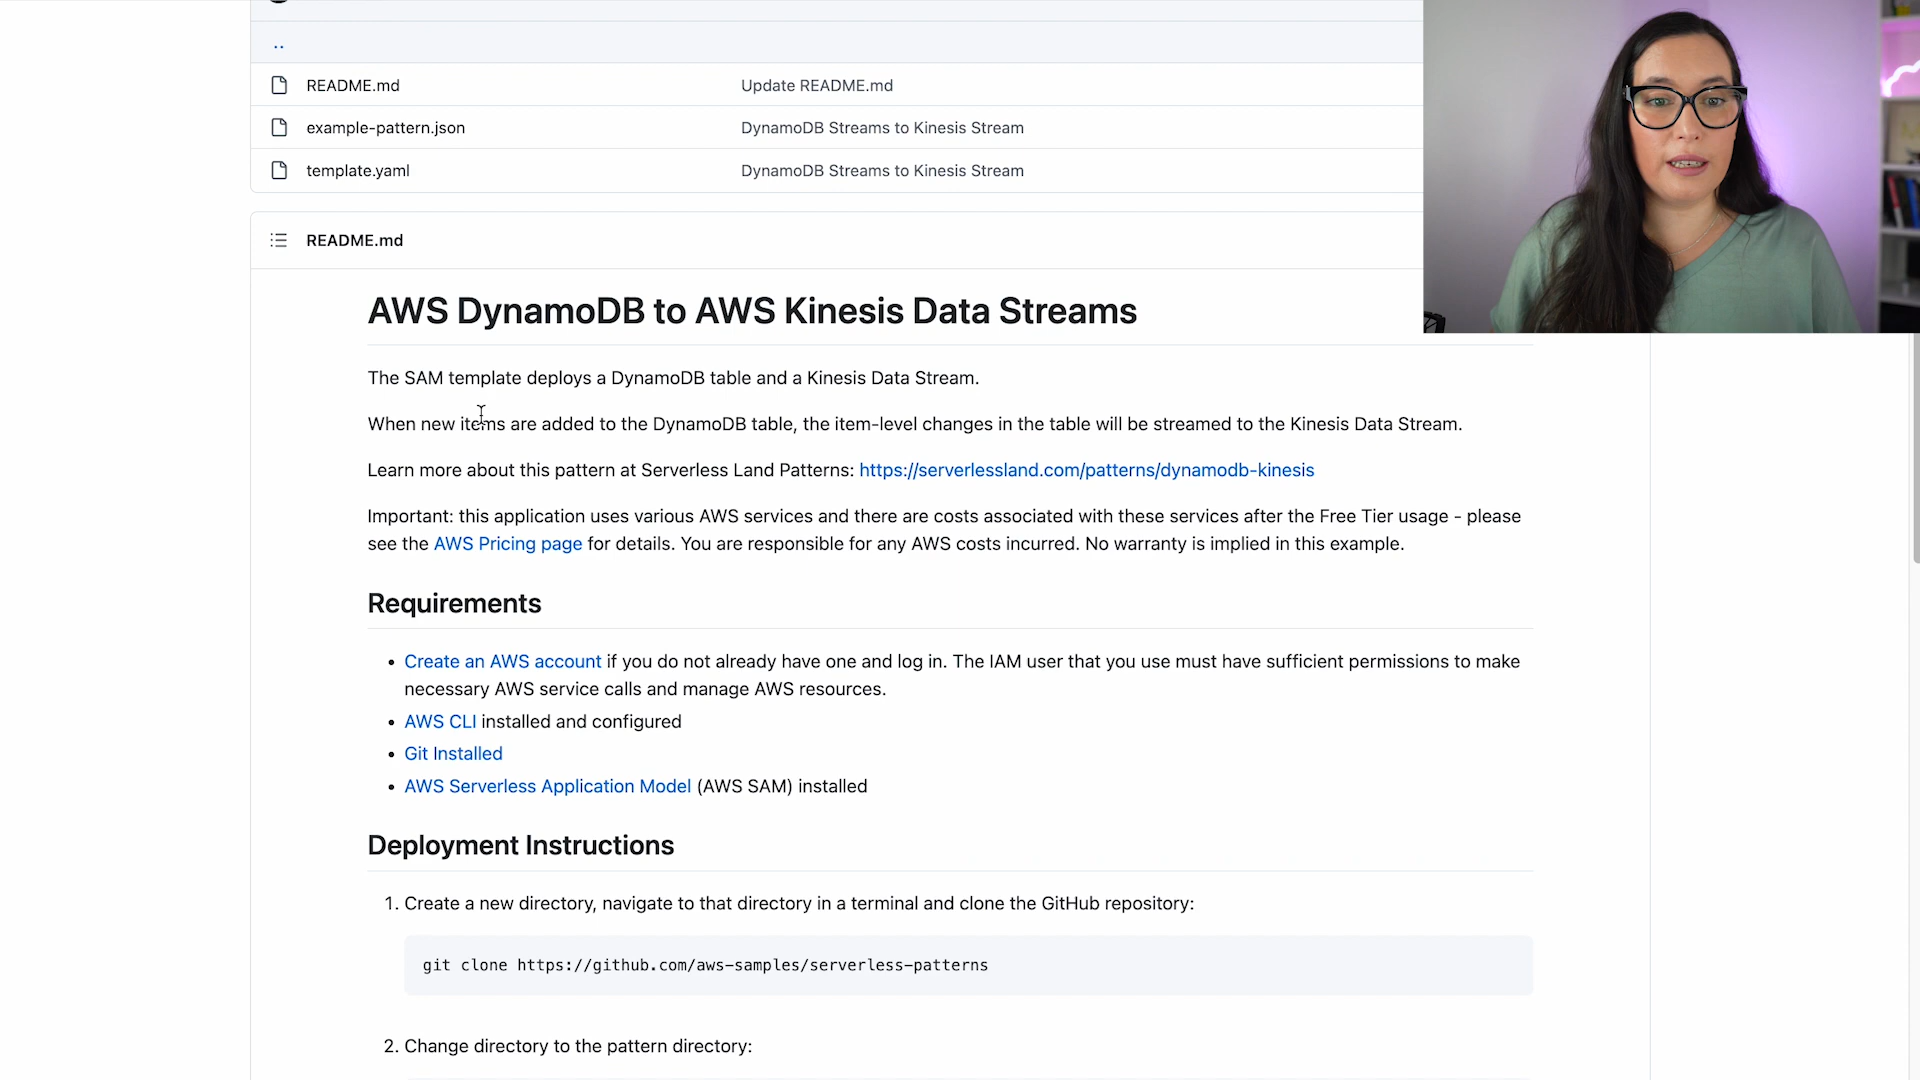 ..
README.md Update README.md
example-pattern.json DynamoDB Streams to Kinesis Stream
template.yaml DynamoDB Streams to Kinesis Stream
README.md
AWS DynamoDB to AWS Kinesis Data Streams
The SAM template deploys a DynamoDB table and a Kinesis Data Stream.
When new items are added to the DynamoDB table, the item-level changes in the table will be streamed to the Kinesis Data Stream.
Learn more about this pattern at Serverless Land Patterns: https://serverlessland.com/patterns/dynamodb-kinesis
Important: this application uses various AWS services and there are costs associated with these services after the Free Tier usage - please
see the AWS Pricing page for details. You are responsible for any AWS costs incurred. No warranty is implied in this example.
Requirements
• Create an AWS account if you do not already have one and log in. The IAM user that you use must have sufficient permissions to make
necessary AWS service calls and manage AWS resources.
• AWS CLI installed and configured
• Git Installed
• AWS Serverless Application Model (AWS SAM) installed
Deployment Instructions
1. Create a new directory, navigate to that directory in a terminal and clone the GitHub repository:
git clone https://github.com/aws-samples/serverless-patterns
2. Change directory to the pattern directory: